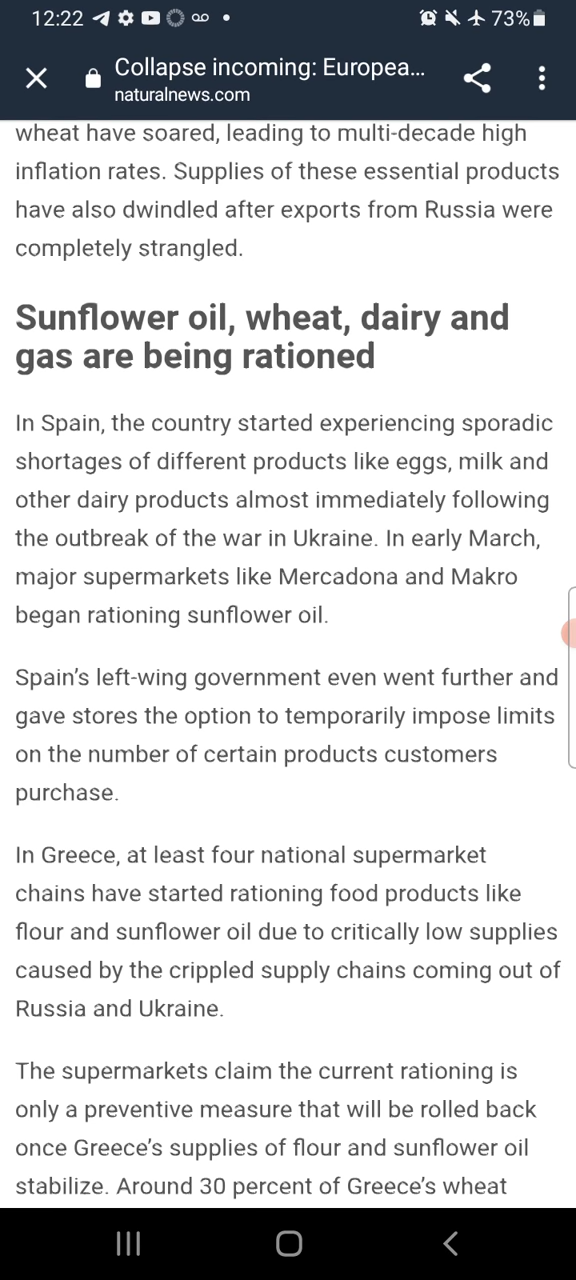 12:22
73%
Collapse incoming: Europea...
naturalnews.com
wheat have soared, leading to multi-decade high
inflation rates. Supplies of these essential products
have also dwindled after exports from Russia were
completely strangled.
Sunflower oil, wheat, dairy and
gas are being rationed
In Spain, the country started experiencing sporadic
shortages of different products like eggs, milk and
other dairy products almost immediately following
the outbreak of the war in Ukraine. In early March,
major supermarkets like Mercadona and Makro
began rationing sunflower oil.
Spain’s left-wing government even went further and
gave stores the option to temporarily impose limits
on the number of certain products customers
purchase.
In Greece, at least four national supermarket
chains have started rationing food products like
flour and sunflower oil due to critically low supplies
caused by the crippled supply chains coming out of
Russia and Ukraine.
The supermarkets claim the current rationing is
only a preventive measure that will be rolled back
once Greece’s supplies of flour and sunflower oil
stabilize. Around 30 percent of Greece’s wheat